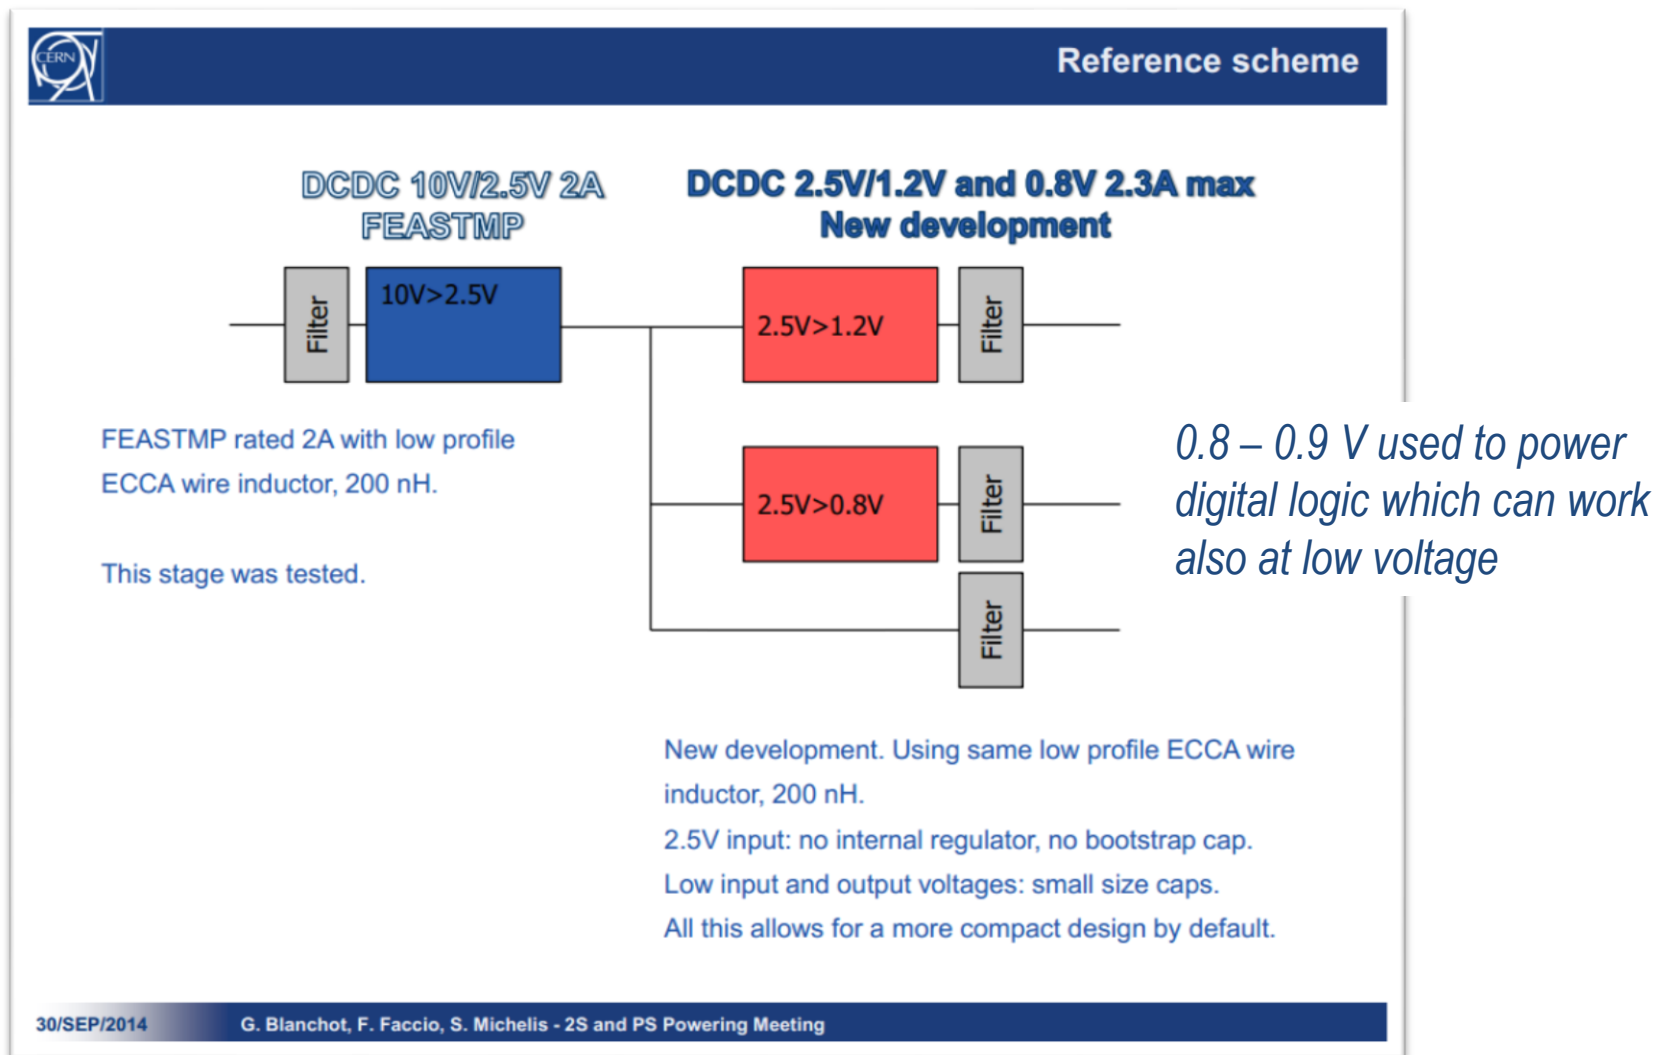 CERN
Reference scheme
DCDC 10V/2.5V 2A
FEASTMP
DCDC 2.5V/1.2V and 0.8V 2.3A max
New development
Filter
10V>2.5V
2.5V>1.2V
Filter
FEASTMP rated 2A with low profile
ECCA wire inductor, 200 nH.
This stage was tested.
2.5V>0.8V
Filter
Filter
0.8 – 0.9 V used to power
digital logic which can work
also at low voltage
New development. Using same low profile ECCA wire
inductor, 200 nH.
2.5V input: no internal regulator, no bootstrap cap.
Low input and output voltages: small size caps.
All this allows for a more compact design by default.
30/SEP/2014
G. Blanchot, F. Faccio, S. Michelis - 2S and PS Powering Meeting